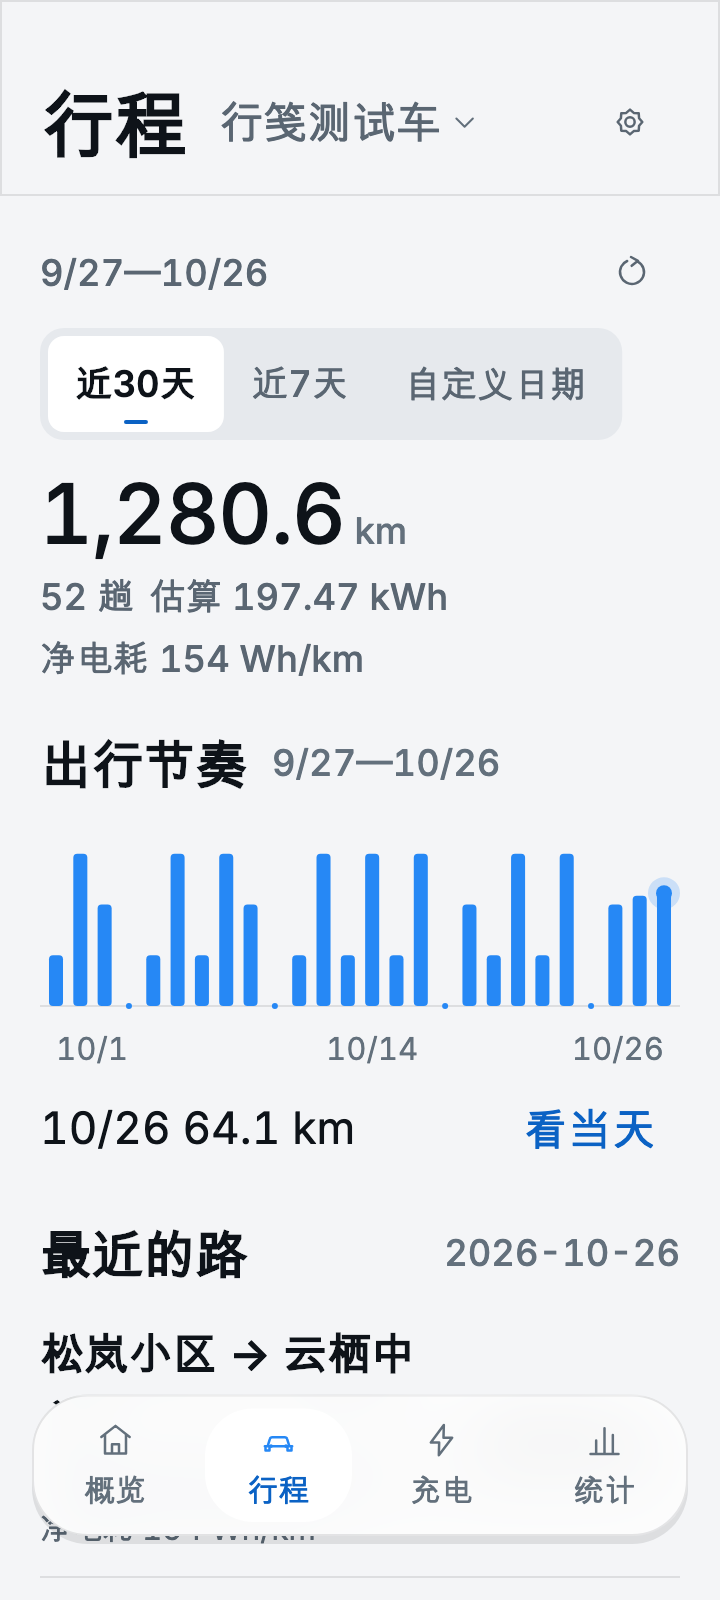 行程 行笺测试车
9/27—10/26
近30天 近7天 自定义日期
1,280.6 km
52 趟 估算 197.47 kWh
净电耗 154 Wh/km
出行节奏 9/27—10/26
10/1 10/14 10/26
10/26 64.1 km 看当天
最近的路 2026-10-26
松岚小区 → 云栖中
概览 行程 充电 统计